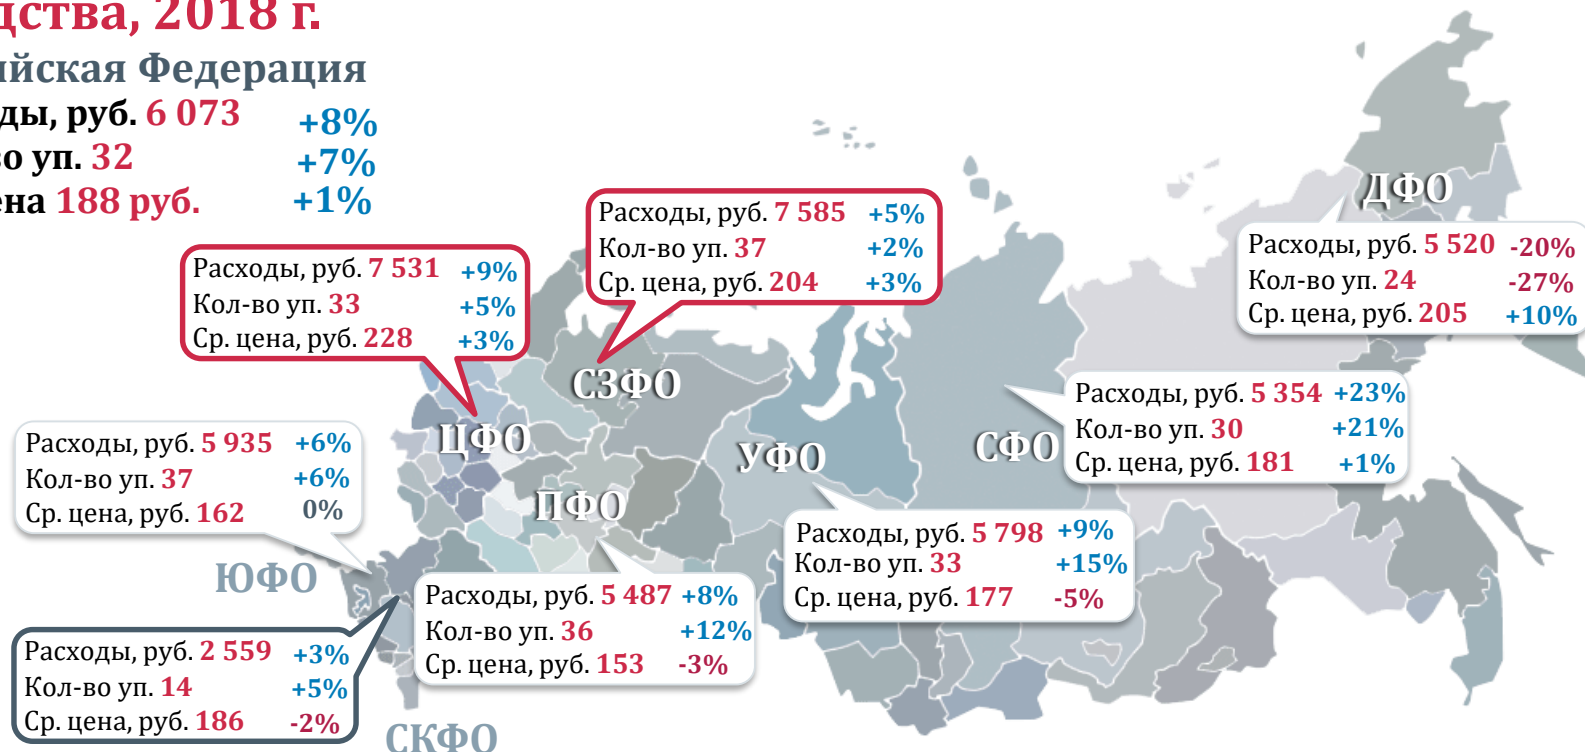 дства, 2018 г.
йская Федерация
ды, руб. 6 073 +8%
во уп. 32 +7%
ена 188 руб. +1%
Расходы, руб. 7 585 +5%
Кол-во уп. 37 +2%
Ср. цена, руб. 204 +3%
ДФО
Расходы, руб. 5 520 -20%
Кол-во уп. 24 -27%
Ср. цена, руб. 205 +10%
Расходы, руб. 7 531 +9%
Кол-во уп. 33 +5%
Ср. цена, руб. 228 +3%
СЗФО
ЦФО
УФО
СФО
Расходы, руб. 5 354 +23%
Кол-во уп. 30 +21%
Ср. цена, руб. 181 +1%
Расходы, руб. 5 935 +6%
Кол-во уп. 37 +6%
Ср. цена, руб. 162 0%
ПФО
Расходы, руб. 5 798 +9%
Кол-во уп. 33 +15%
Ср. цена, руб. 177 -5%
ЮФО
Расходы, руб. 5 487 +8%
Кол-во уп. 36 +12%
Ср. цена, руб. 153 -3%
Расходы, руб. 2 559 +3%
Кол-во уп. 14 +5%
Ср. цена, руб. 186 -2%
СКФО